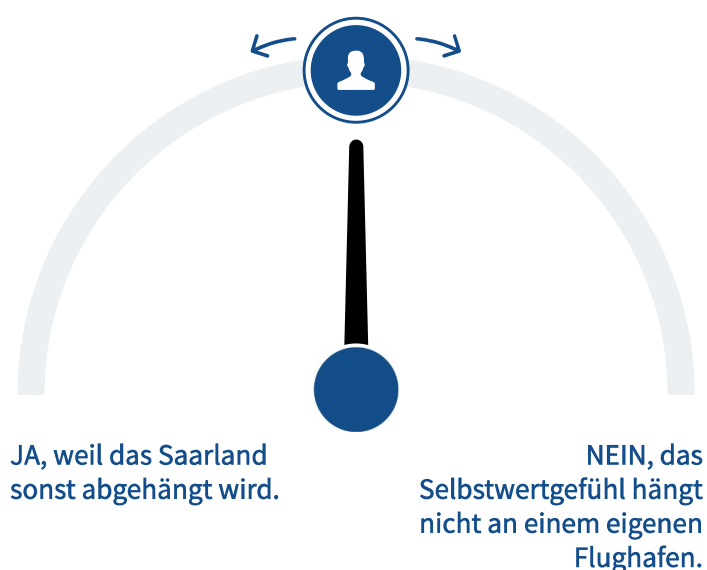 JA, weil das Saarland
sonst abgehängt wird.
NEIN, das
Selbstwertgefühl hängt
nicht an einem eigenen
Flughafen.